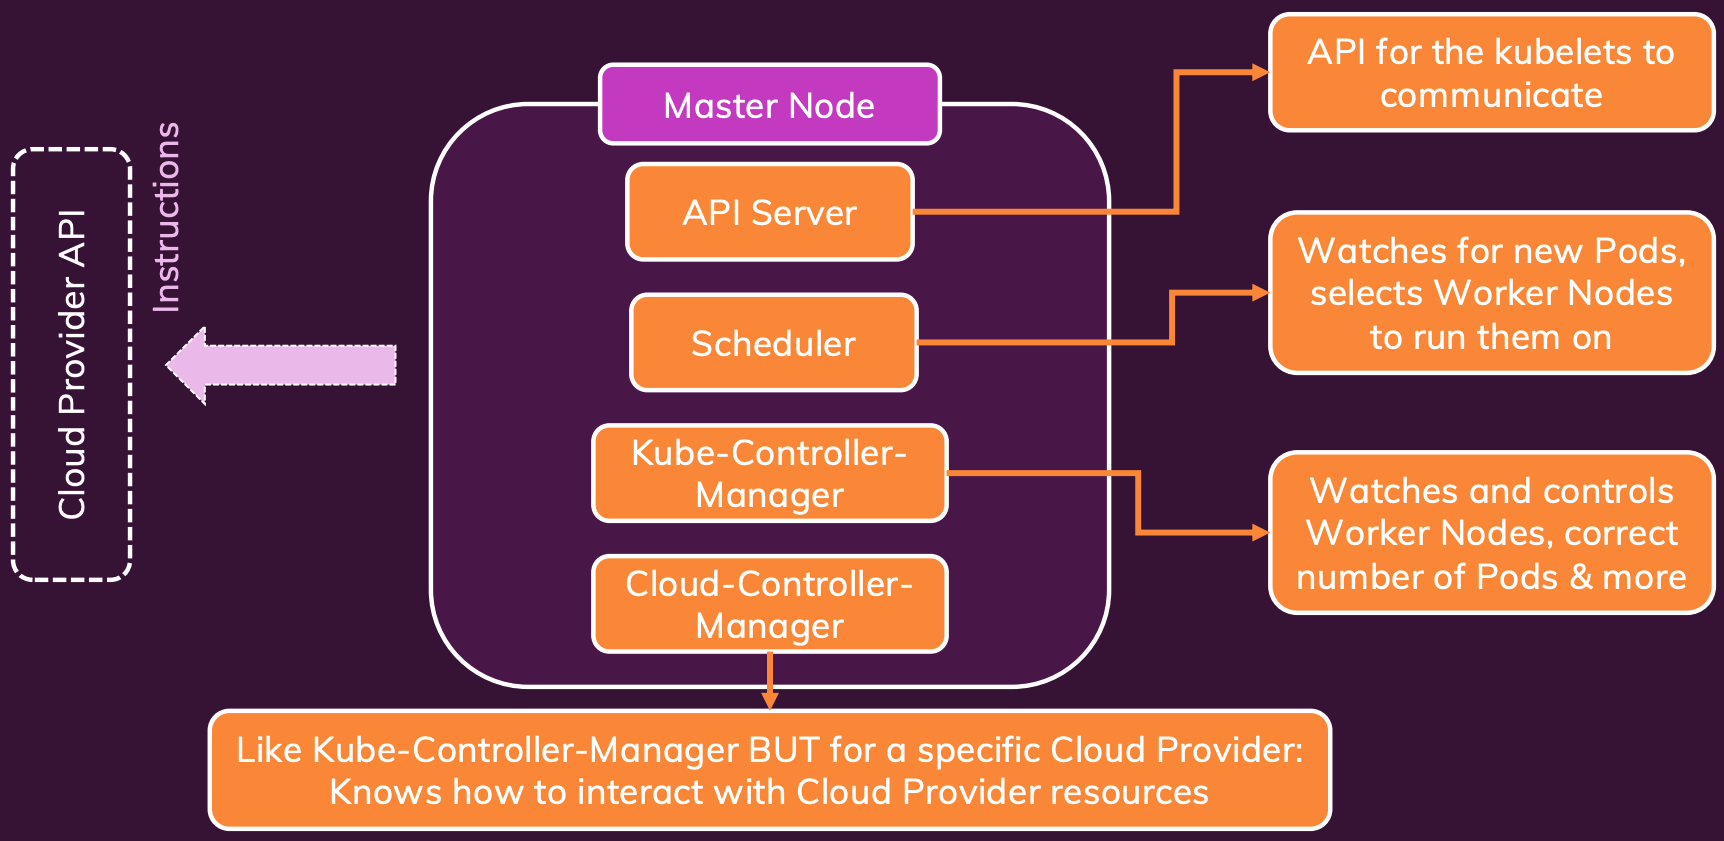 Cloud Provider API
Instructions
Master Node
API Server
Scheduler
Kube-Controller-
Manager
Cloud-Controller-
Manager
API for the kubelets to
communicate
Watches for new Pods,
selects Worker Nodes
to run them on
Watches and controls
Worker Nodes, correct
number of Pods & more
Like Kube-Controller-Manager BUT for a specific Cloud Provider:
Knows how to interact with Cloud Provider resources